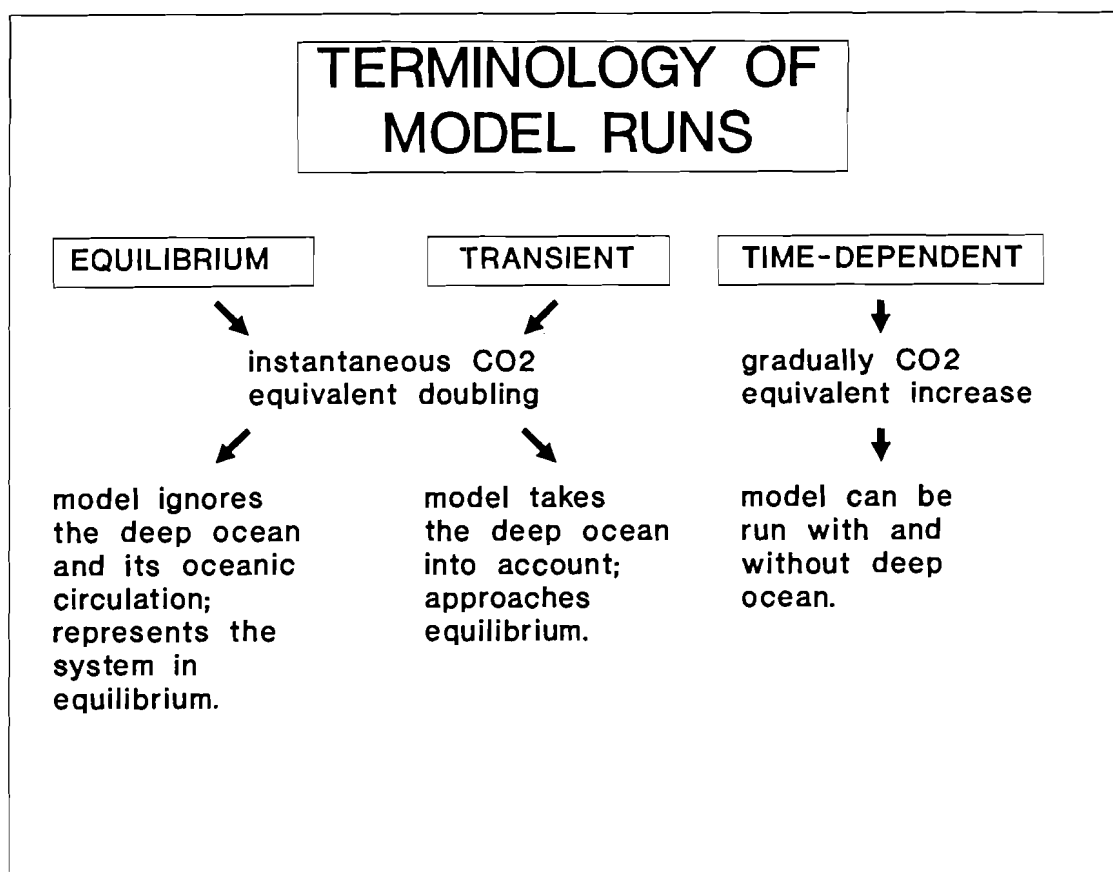 TERMINOLOGY OF
MODEL RUNS
EQUILIBRIUM
TRANSIENT
TIME-DEPENDENT
instantaneous CO2
equivalent doubling
gradually CO2
equivalent increase
model ignores
the deep ocean
and its oceanic
circulation;
represents the
system in
equilibrium.
model takes
the deep ocean
into account;
approaches
equilibrium.
model can be
run with and
without deep
ocean.